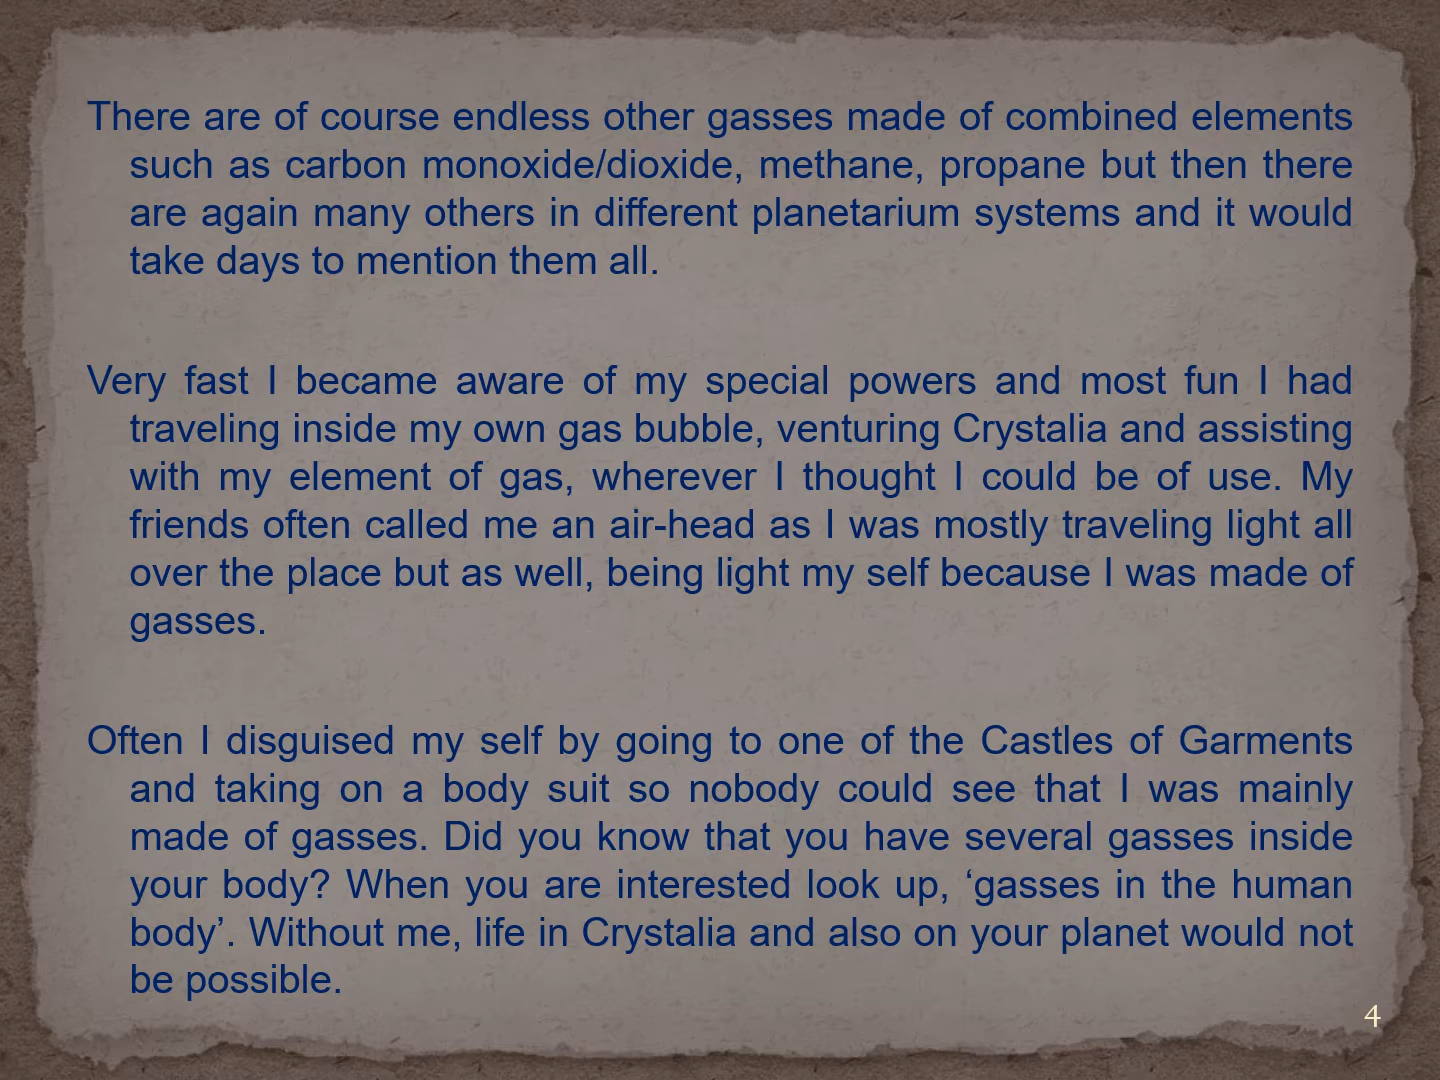 There are of course endless other gasses made of combined elements
such as carbon monoxide/dioxide, methane, propane but then there
are again many others in different planetarium systems and it would
take days to mention them all.
Very fast I became aware of my special powers and most fun I had
traveling inside my own gas bubble, venturing Crystalia and assisting
with my element of gas, wherever I thought I could be of use. My
friends often called me an air-head as I was mostly traveling light all
over the place but as well, being light my self because I was made of
gasses.
Often I disguised my self by going to one of the Castles of Garments
and taking on a body suit so nobody could see that I was mainly
made of gasses. Did you know that you have several gasses inside
your body? When you are interested look up, ‘gasses in the human
body’. Without me, life in Crystalia and also on your planet would not
be possible.
4